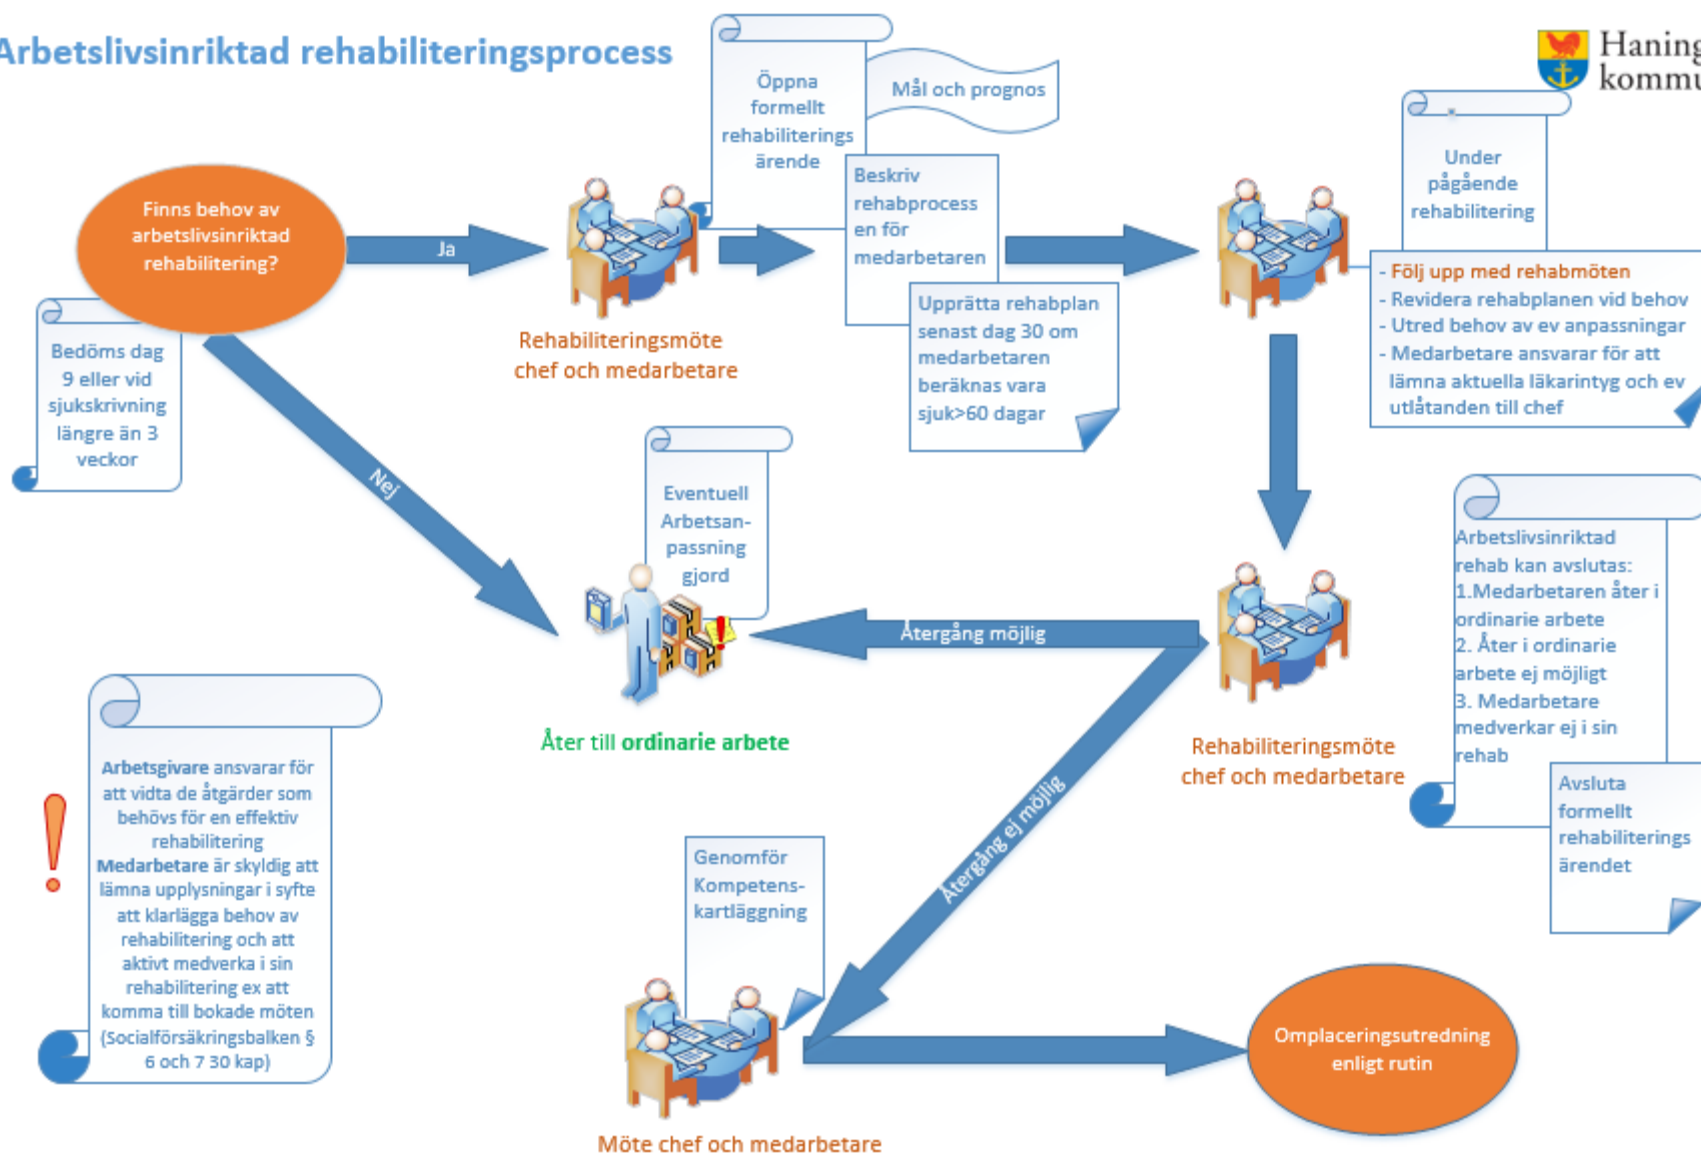 Arbetslivsinriktad rehabiliteringsprocess
Haning
kommu
Öppna
formellt
rehabiliterings
ärende
Mål och prognos
Beskriv
rehabprocess
en för
medarbetaren
Upprätta rehabplan
senast dag 30 om
medarbetaren
beräknas vara
sjuk>60 dagar
Under
pågående
rehabilitering
- Följ upp med rehabmöten
- Revidera rehabplanen vid behov
- Utred behov av ev anpassningar
- Medarbetare ansvarar för att
lämna aktuella läkarintyg och ev
utlåtanden till chef
Finns behov av
arbetslivsinriktad
rehabilitering?
Ja
Rehabiliteringsmöte
chef och medarbetare
Bedöms dag
9 eller vid
sjukskrivning
längre än 3
veckor
Nej
Eventuell
Arbetsan-
passning
gjord
Återgång möjlig
Åter till ordinarie arbete
Rehabiliteringsmöte
chef och medarbetare
Arbetslivsinriktad
rehab kan avslutas:
1.Medarbetaren åter i
ordinarie arbete
2. Åter i ordinarie
arbete ej möjligt
3. Medarbetare
medverkar ej i sin
rehab
Avsluta
formellt
rehabiliterings
ärendet
Arbetsgivare ansvarar för
att vidta de åtgärder som
behövs för en effektiv
rehabilitering
Medarbetare är skyldig att
lämna upplysningar i syfte
att klarlägga behov av
rehabilitering och att
aktivt medverka i sin
rehabilitering ex att
komma till bokade möten
(Socialförsäkringsbalken §
6 och 7 30 kap)
Återgång ej möjlig
Genomför
Kompetens-
kartläggning
Möte chef och medarbetare
Omplaceringsutredning
enligt rutin